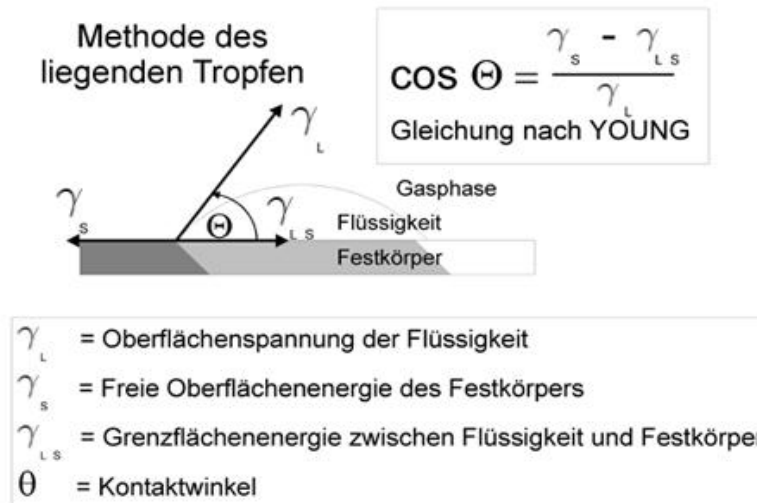 Methode des
liegenden Tropfen
cos Θ = (γS - γLS) / γL
Gleichung nach YOUNG
γL
γS
Θ
γLS
Gasphase
Flüssigkeit
Festkörper
γL = Oberflächenspannung der Flüssigkeit
γS = Freie Oberflächenenergie des Festkörpers
γLS = Grenzflächenenergie zwischen Flüssigkeit und Festkörper
θ = Kontaktwinkel